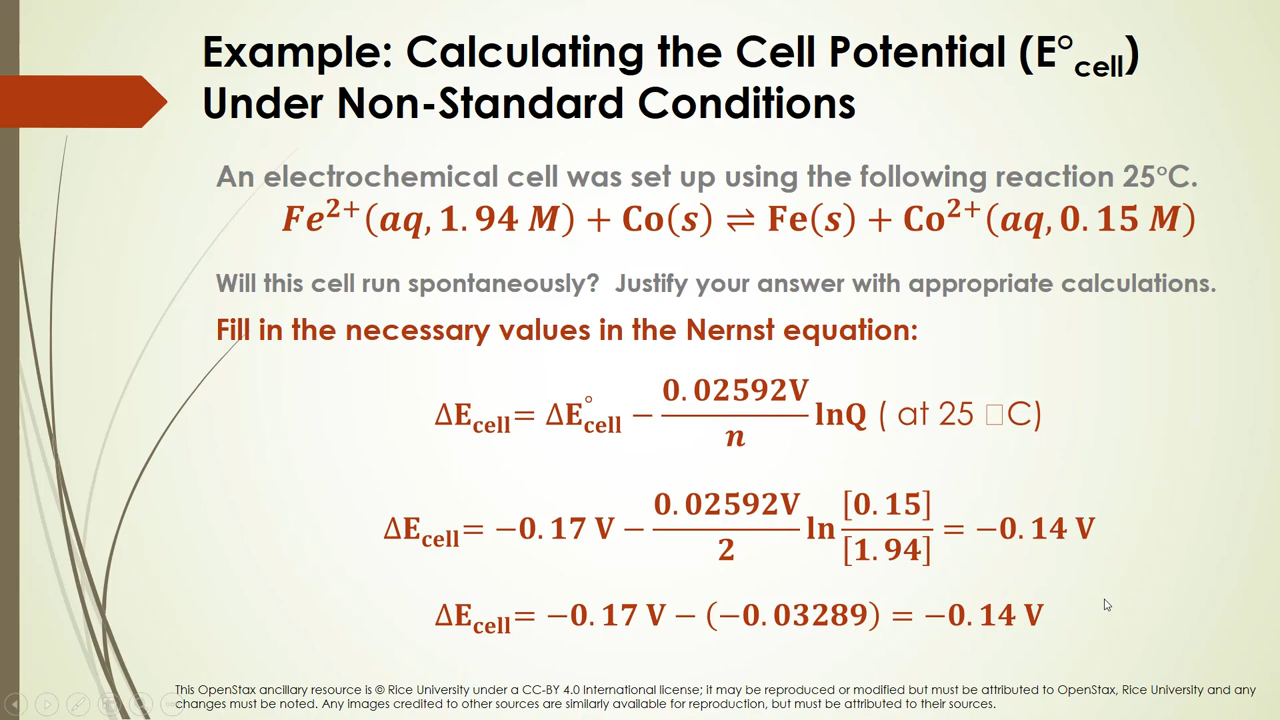 Example: Calculating the Cell Potential (E°cell)
Under Non-Standard Conditions
An electrochemical cell was set up using the following reaction 25°C.
Fe²⁺(aq, 1.94 M) + Co(s) ⇌ Fe(s) + Co²⁺(aq, 0.15 M)
Will this cell run spontaneously? Justify your answer with appropriate calculations.
Fill in the necessary values in the Nernst equation:
ΔEcell= ΔE°cell − 0.02592V/n lnQ ( at 25 □C)
ΔEcell= −0.17 V − 0.02592V/2 ln [0.15]/[1.94] = −0.14 V
ΔEcell= −0.17 V − (−0.03289) = −0.14 V
This OpenStax ancillary resource is © Rice University under a CC-BY 4.0 International license; it may be reproduced or modified but must be attributed to OpenStax, Rice University and any
changes must be noted. Any images credited to other sources are similarly available for reproduction, but must be attributed to their sources.